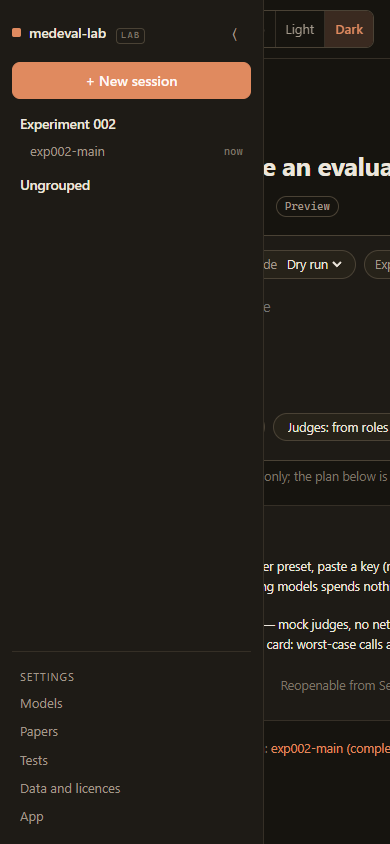 medeval-lab LAB
Light Dark
+ New session
Experiment 002
exp002-main now
Ungrouped
e an evalua
Preview
de Dry run Exp
e
Judges: from roles
only; the plan below is
er preset, paste a key (r
ng models spends noth
— mock judges, no net
card: worst-case calls a
Reopenable from Se
: exp002-main (comple
SETTINGS
Models
Papers
Tests
Data and licences
App